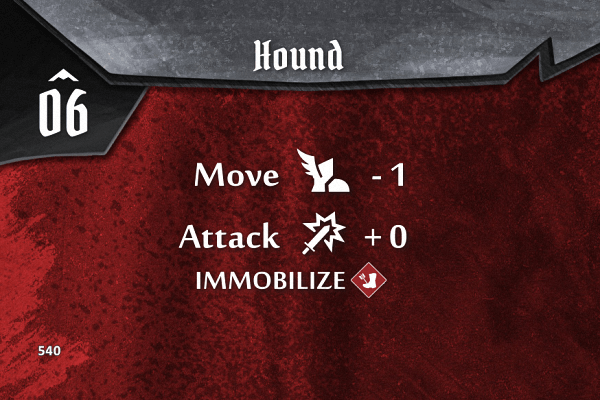 Hound
06
Move - 1
Attack + 0
IMMOBILIZE
540